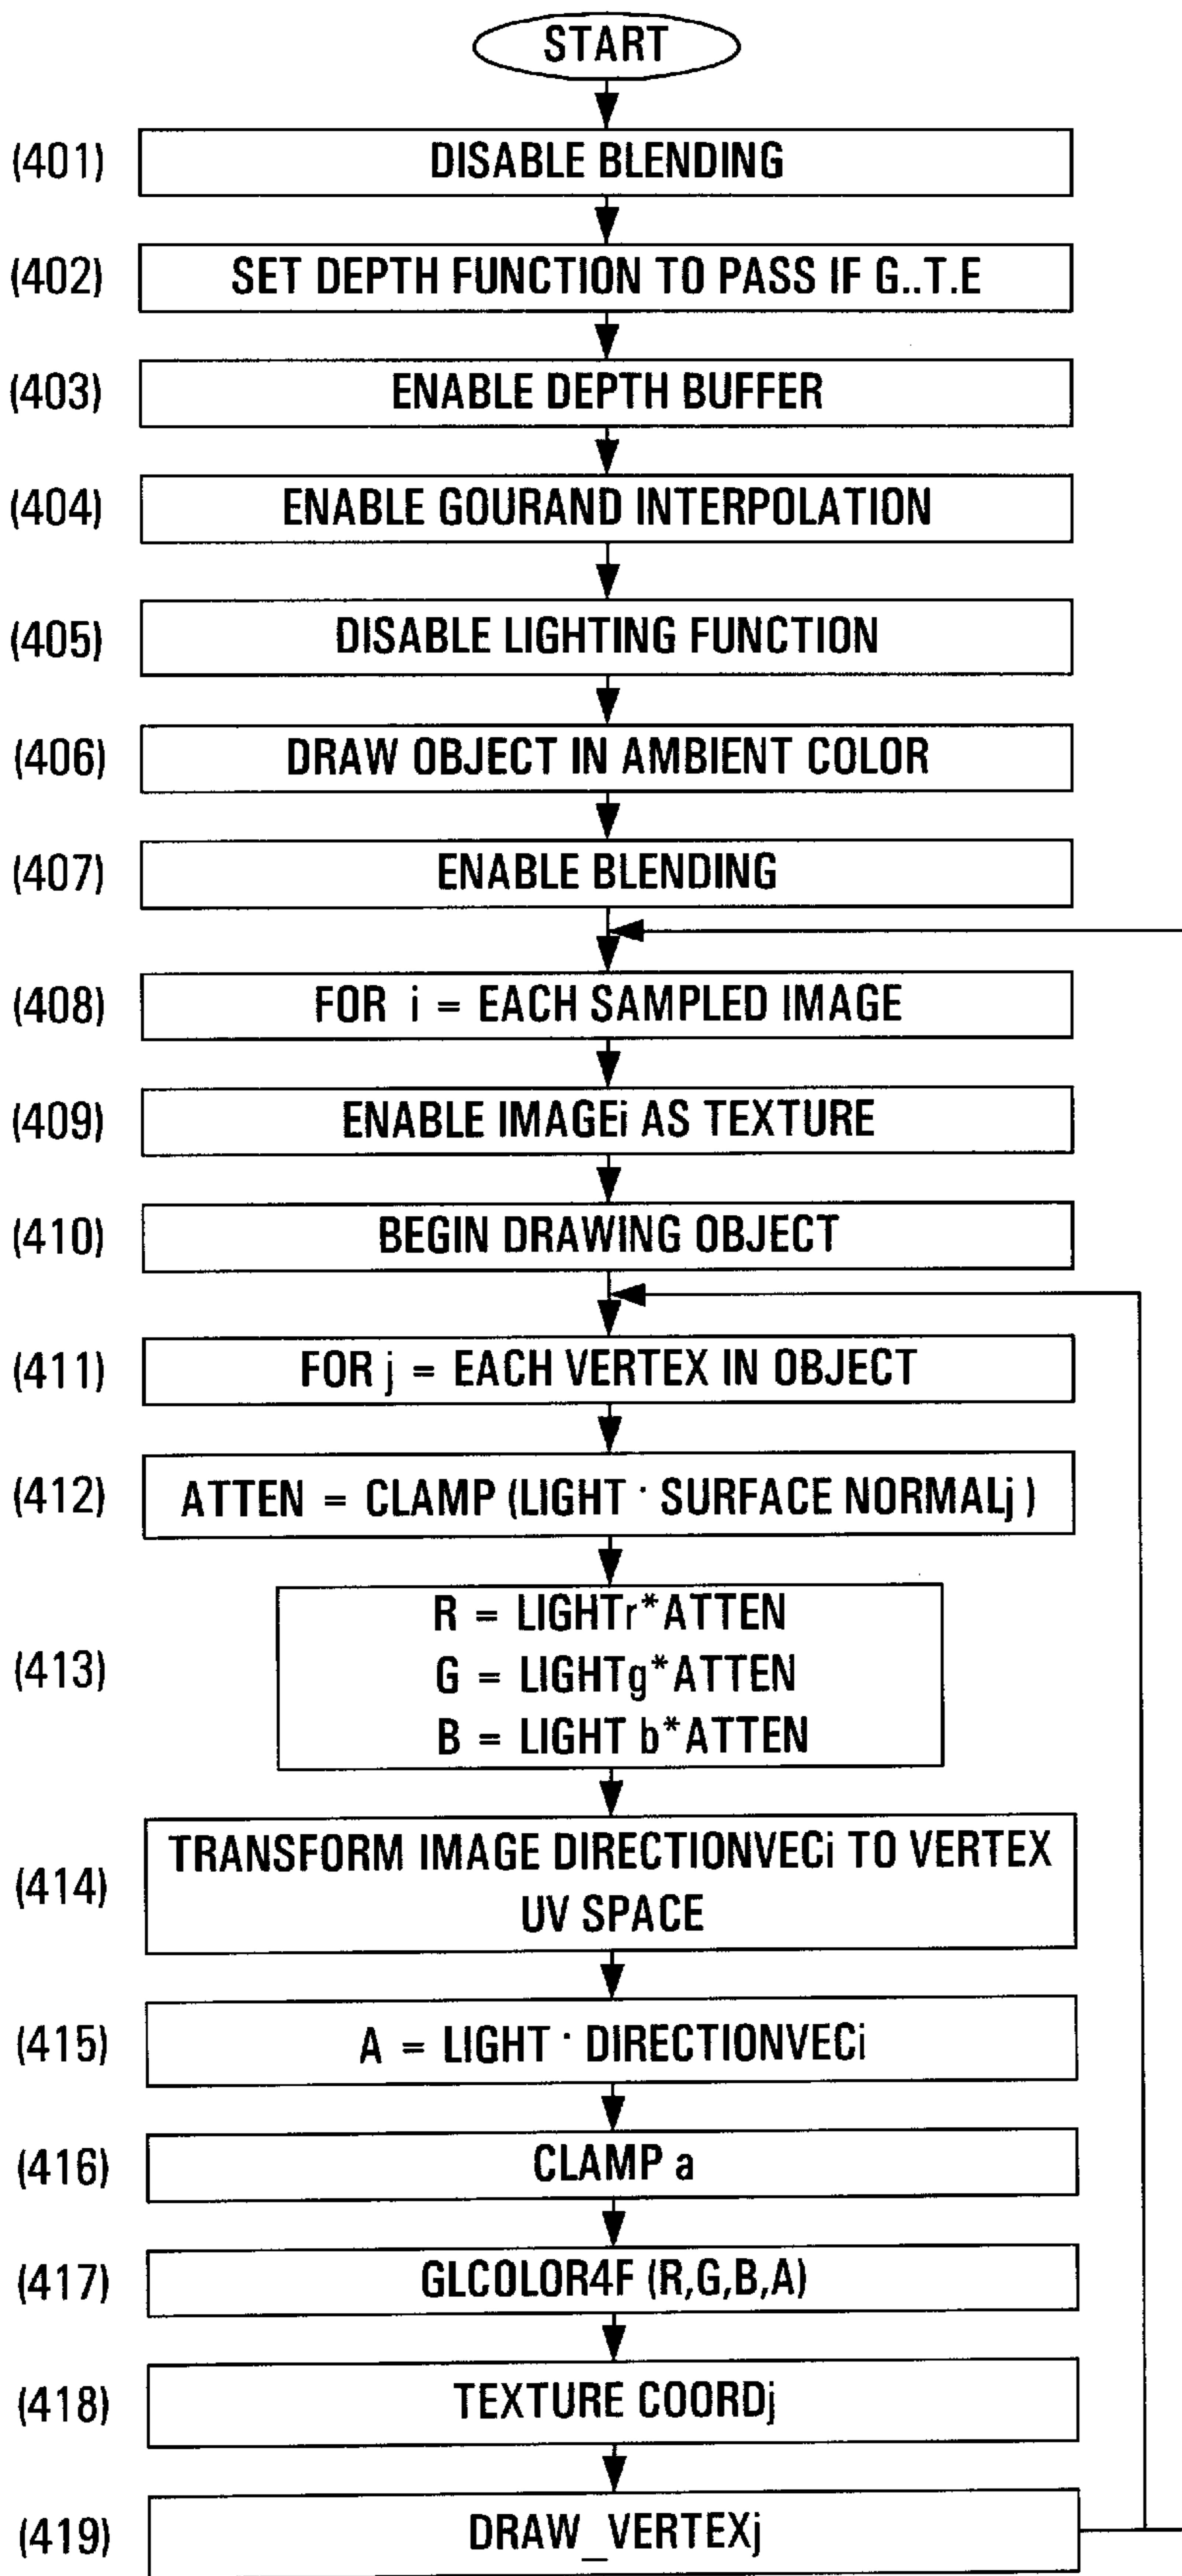 START
(401) DISABLE BLENDING
(402) SET DEPTH FUNCTION TO PASS IF G..T.E
(403) ENABLE DEPTH BUFFER
(404) ENABLE GOURAND INTERPOLATION
(405) DISABLE LIGHTING FUNCTION
(406) DRAW OBJECT IN AMBIENT COLOR
(407) ENABLE BLENDING
(408) FOR i = EACH SAMPLED IMAGE
(409) ENABLE IMAGEi AS TEXTURE
(410) BEGIN DRAWING OBJECT
(411) FOR j = EACH VERTEX IN OBJECT
(412) ATTEN = CLAMP (LIGHT · SURFACE NORMALj )
(413)
R = LIGHTr*ATTEN
G = LIGHTg*ATTEN
B = LIGHT b*ATTEN
(414)
TRANSFORM IMAGE DIRECTIONVECi TO VERTEX
UV SPACE
(415) A = LIGHT · DIRECTIONVECi
(416) CLAMP a
(417) GLCOLOR4F (R,G,B,A)
(418) TEXTURE COORDj
(419) DRAW_VERTEXj